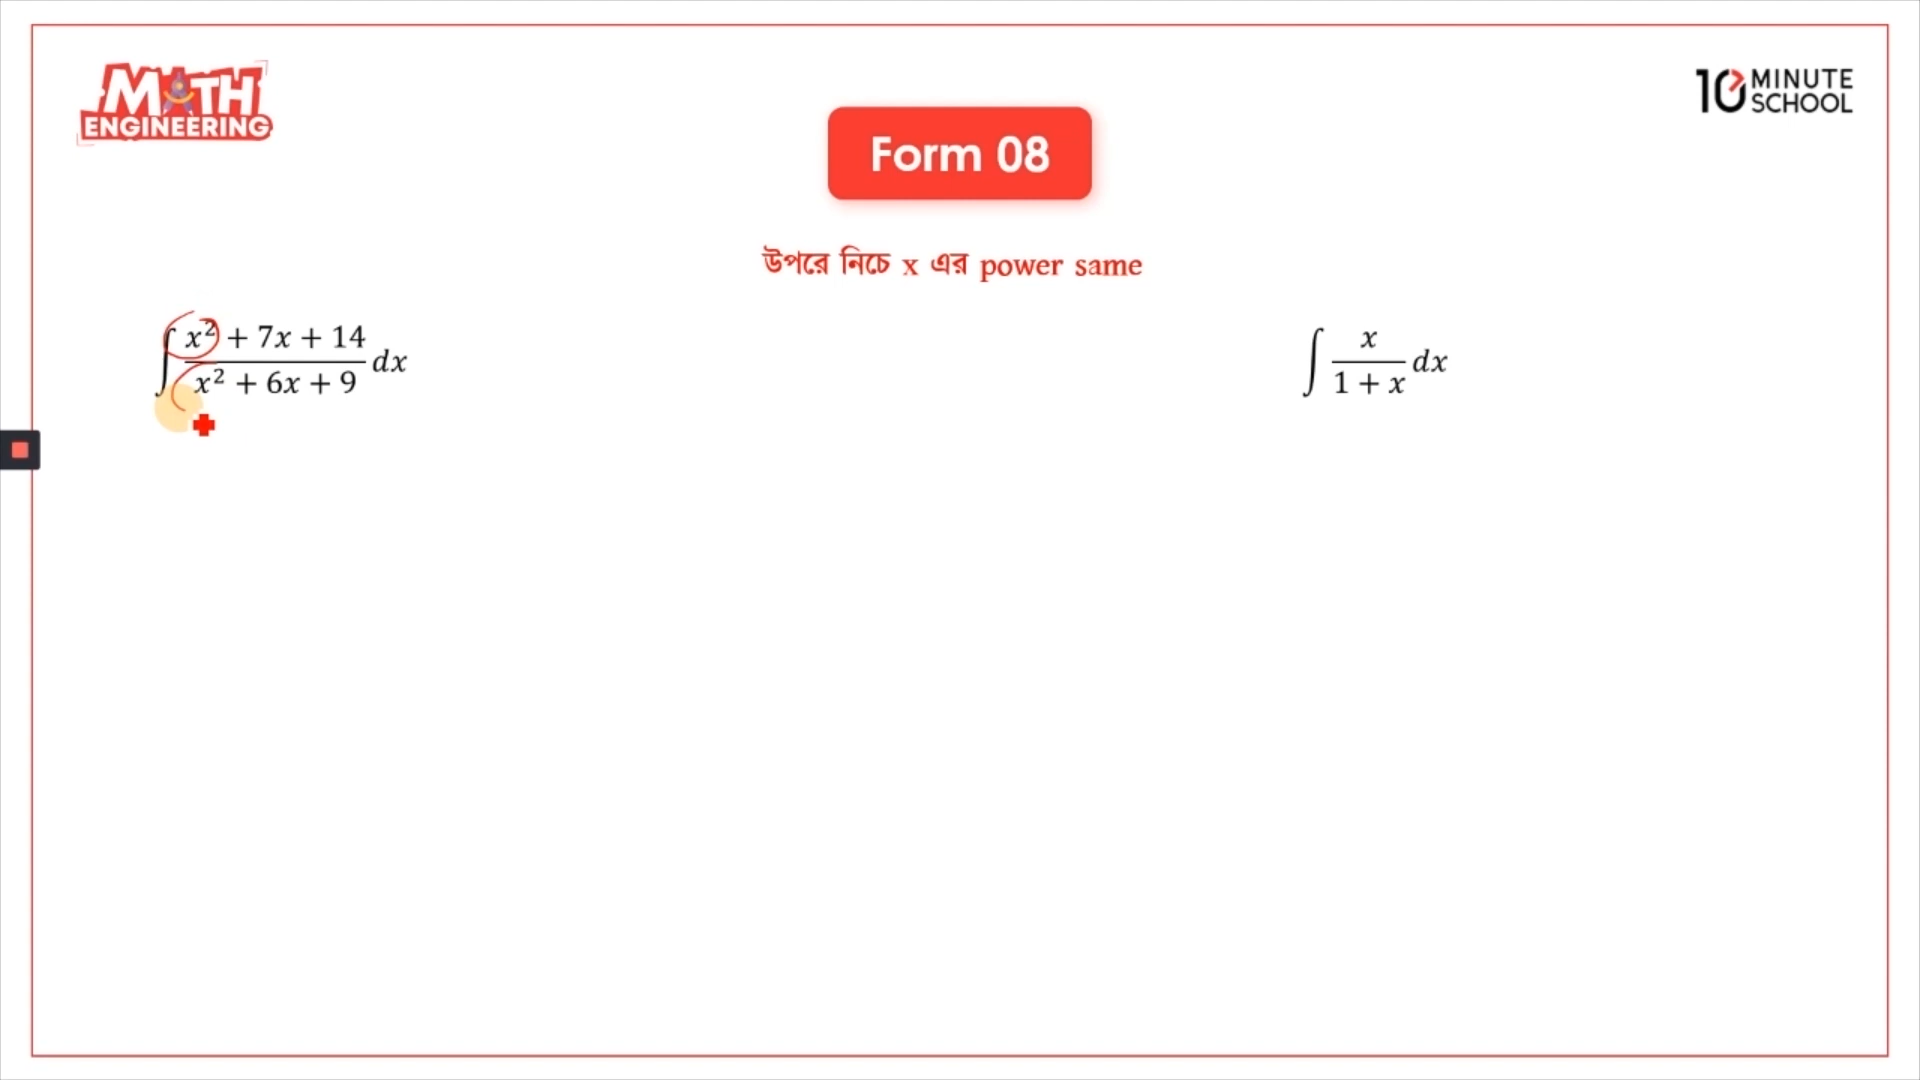 MATH
ENGINEERING
10 MINUTE
SCHOOL
Form 08
উপরে নিচে x এর power same
∫ (x² + 7x + 14)/(x² + 6x + 9) dx
∫ x/(1 + x) dx